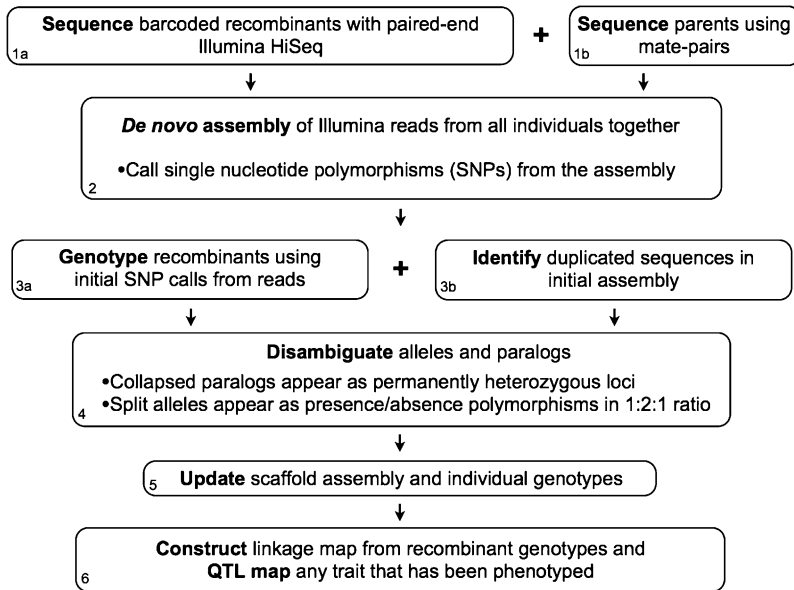 Sequence barcoded recombinants with paired-end
Illumina HiSeq
1a
+
Sequence parents using
mate-pairs
1b
De novo assembly of Illumina reads from all individuals together
•Call single nucleotide polymorphisms (SNPs) from the assembly
2
Genotype recombinants using
initial SNP calls from reads
3a
+
Identify duplicated sequences in
initial assembly
3b
Disambiguate alleles and paralogs
•Collapsed paralogs appear as permanently heterozygous loci
•Split alleles appear as presence/absence polymorphisms in 1:2:1 ratio
4
Update scaffold assembly and individual genotypes
5
Construct linkage map from recombinant genotypes and
QTL map any trait that has been phenotyped
6